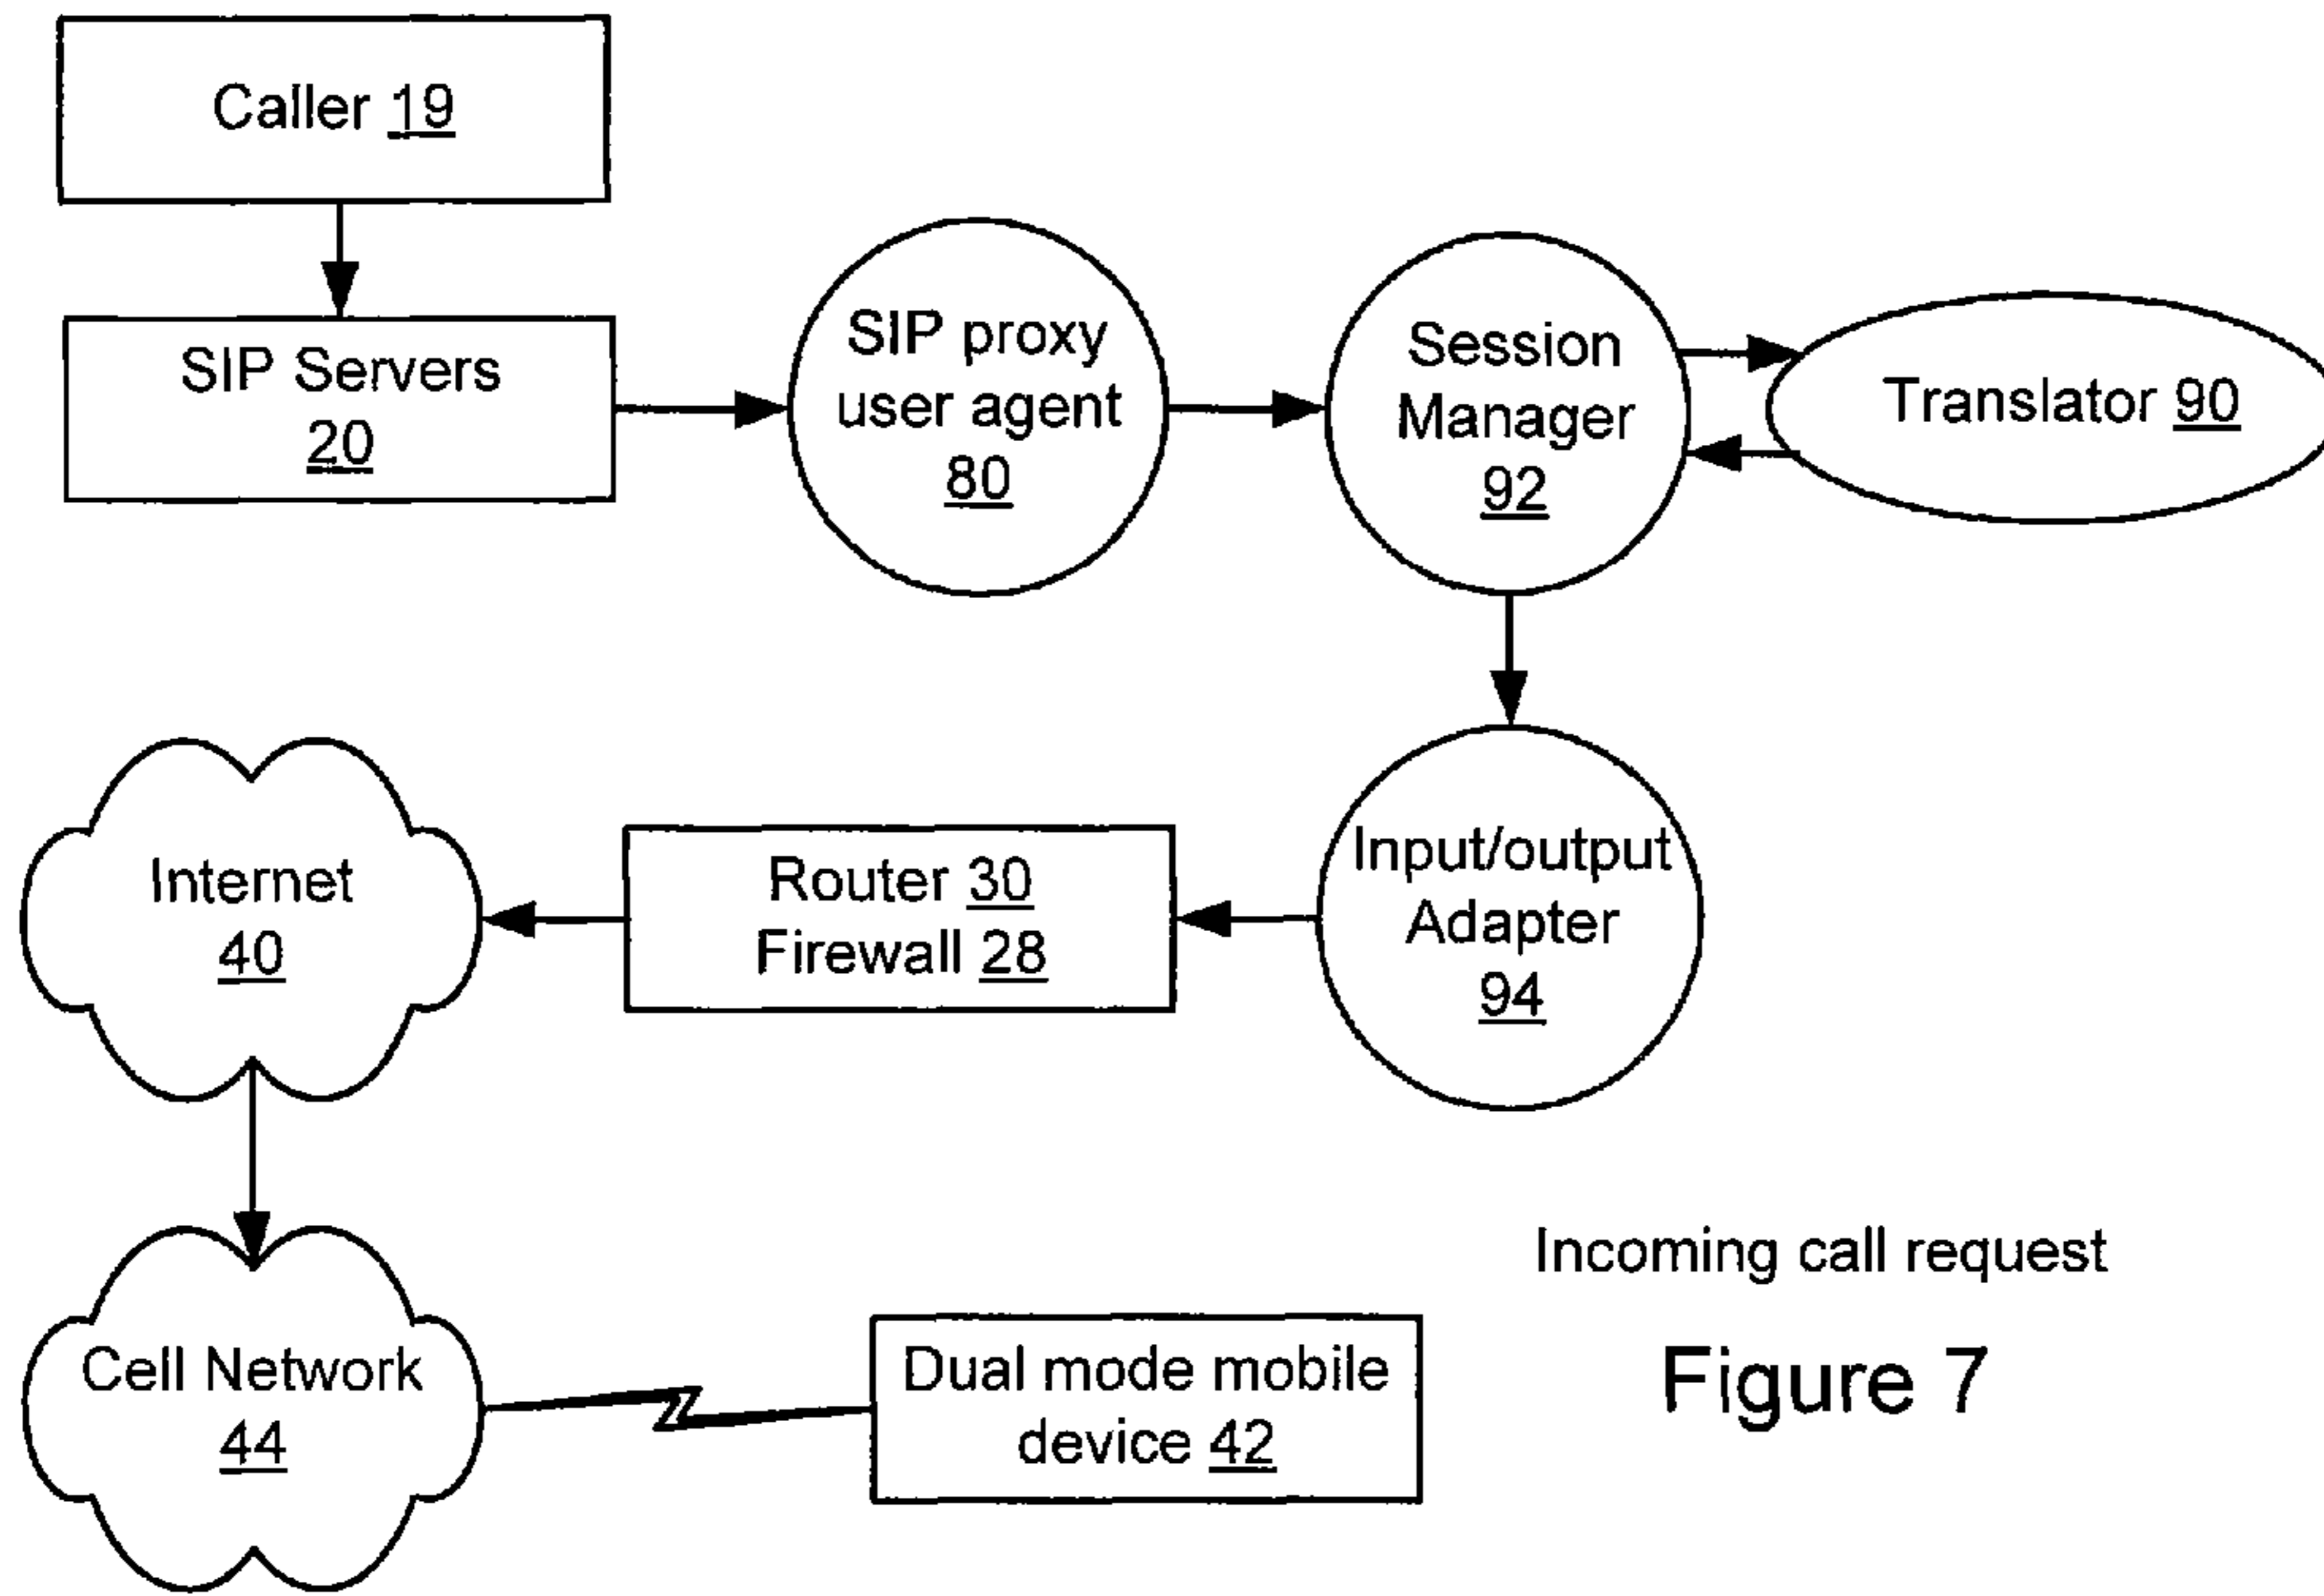 Caller 19
SIP Servers
20
SIP proxy
user agent
80
Session
Manager
92
Translator 90
Internet
40
Router 30
Firewall 28
Input/output
Adapter
94
Cell Network
44
Dual mode mobile
device 42
Incoming call request
Figure 7